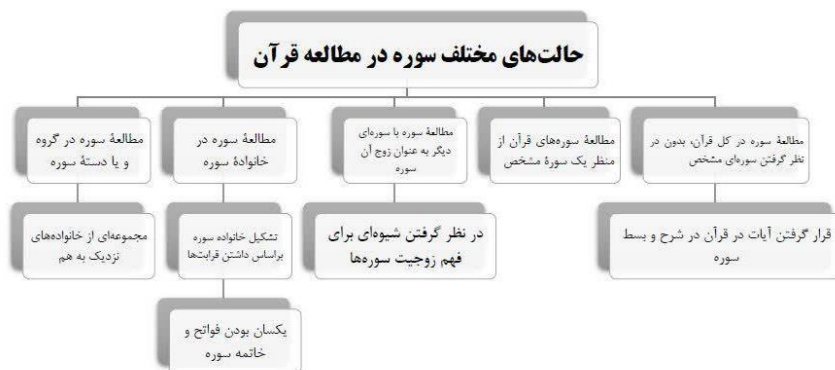 حالت‌های مختلف سوره در مطالعه قرآن
مطالعهٔ سوره در کل قرآن، بدون در
نظر گرفتن سوره‌ای مشخص
قرار گرفتن آیات در قرآن در شرح و بسط
سوره
مطالعهٔ سوره‌های قرآن از
منظر یک سورهٔ مشخص
مطالعهٔ سوره با سوره‌ای
دیگر به عنوان زوج آن
سوره
در نظر گرفتن شیوه‌ای برای
فهم زوجیت سوره‌ها
مطالعهٔ سوره در
خانوادهٔ سوره
تشکیل خانواده سوره
براساس داشتن قرابت‌ها
یکسان بودن فواتح و
خاتمه سوره
مطالعهٔ سوره در گروه
و یا دستهٔ سوره
مجموعه‌ای از خانواده‌های
نزدیک به هم